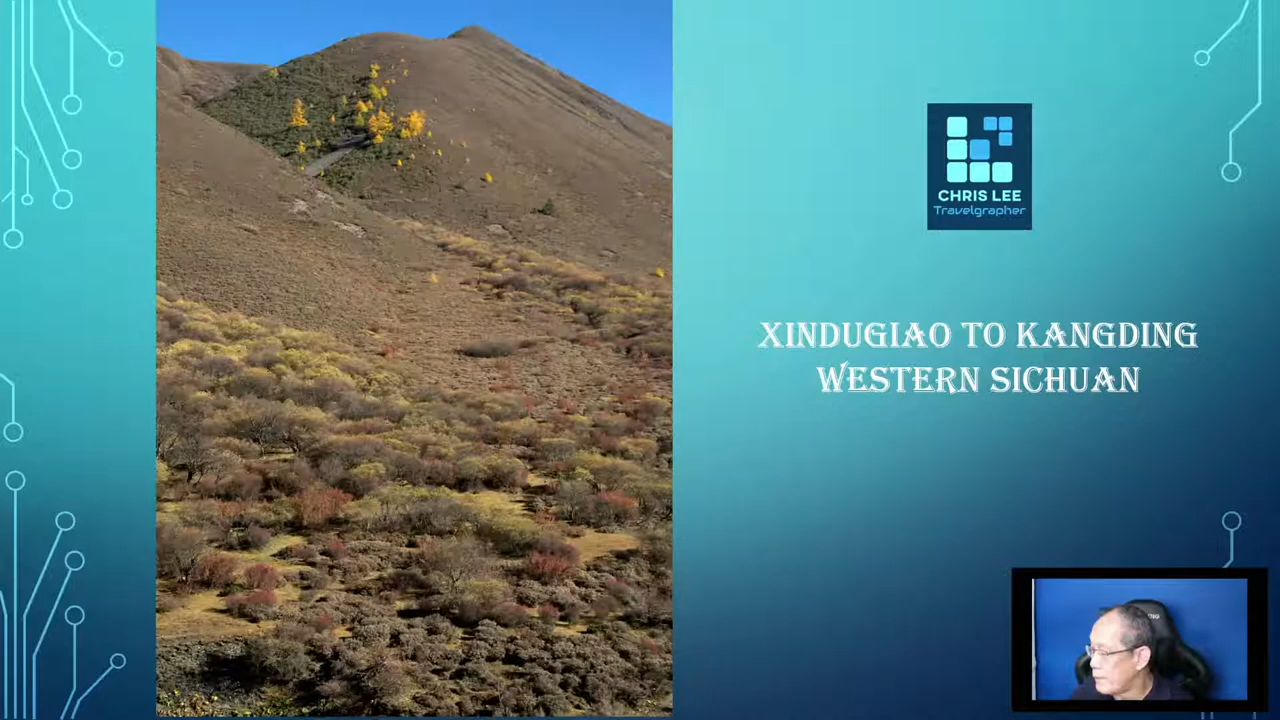 CHRIS LEE
Travelgrapher
XINDUGIAO TO KANGDING
WESTERN SICHUAN